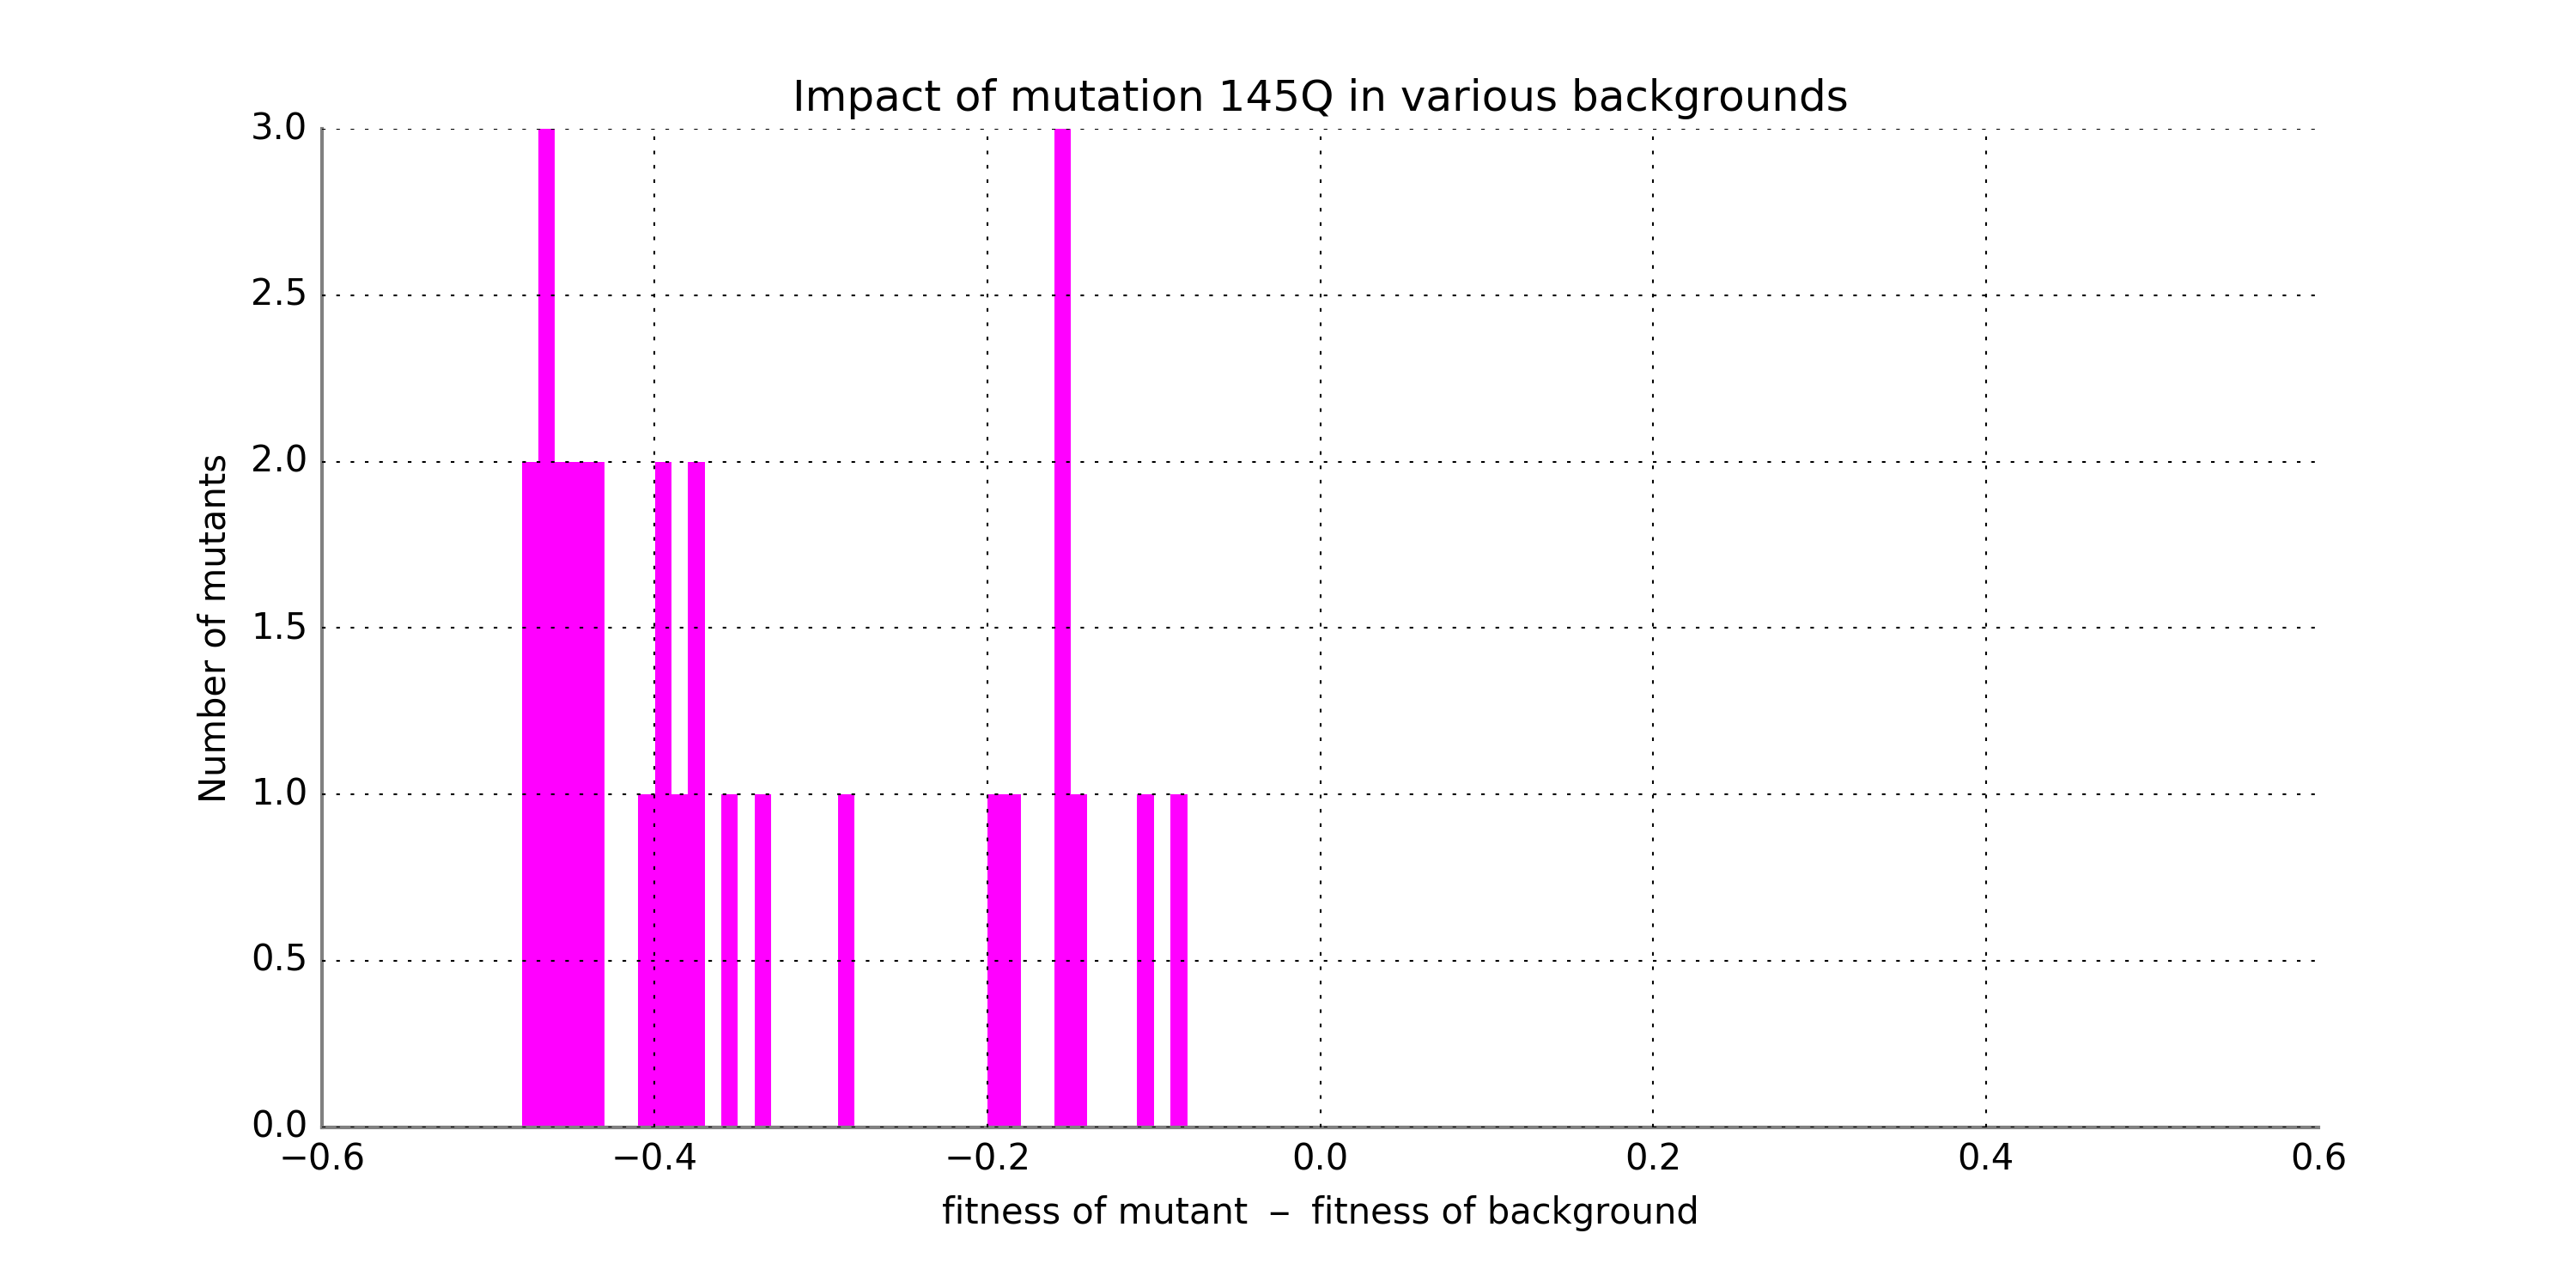 Impact of mutation 145Q in various backgrounds
3.0
2.5
2.0
1.5
1.0
0.5
0.0
Number of mutants
−0.6 −0.4 −0.2 0.0 0.2 0.4 0.6
fitness of mutant − fitness of background